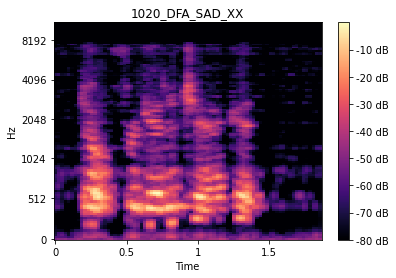 1020_DFA_SAD_XX
8192
4096
2048
1024
512
0
Hz
0
0.5
1
1.5
Time
-10 dB
-20 dB
-30 dB
-40 dB
-50 dB
-60 dB
-70 dB
-80 dB